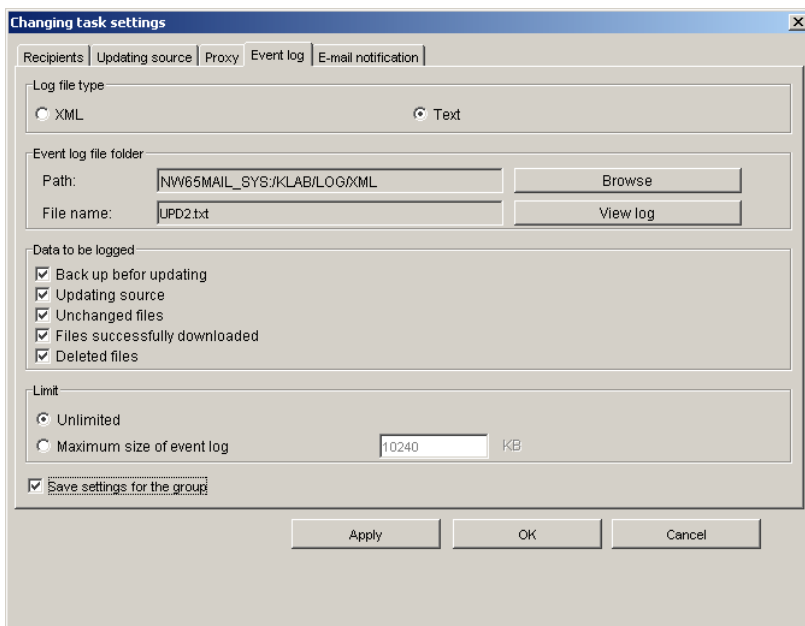 Changing task settings
Recipients Updating source Proxy Event log E-mail notification
Log file type
XML Text
Event log file folder
Path: NW65MAIL_SYS:/KLAB/LOG/XML Browse
File name: UPD2.txt View log
Data to be logged
Back up befor updating
Updating source
Unchanged files
Files successfully downloaded
Deleted files
Limit
Unlimited
Maximum size of event log 10240 KB
Save settings for the group
Apply OK Cancel